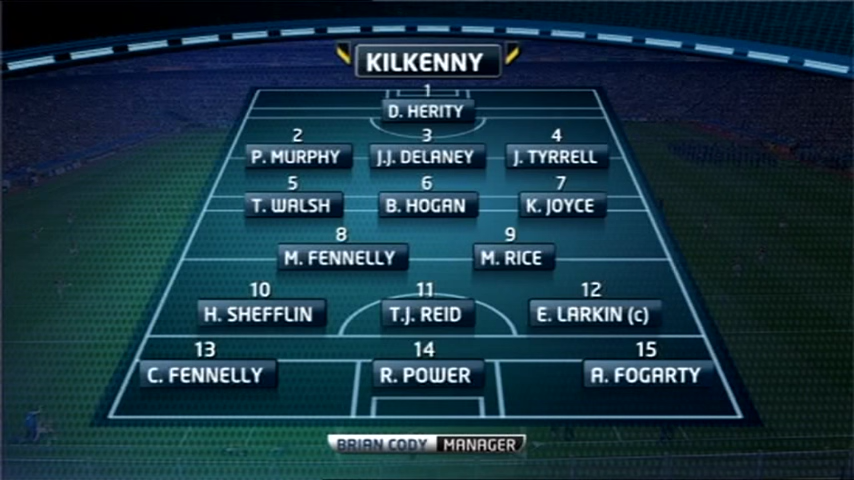 KILKENNY
1
D. HERITY
2 3 4
P. MURPHY J.J. DELANEY J. TYRRELL
5 6 7
T. WALSH B. HOGAN K. JOYCE
8 9
M. FENNELLY M. RICE
10 11 12
H. SHEFFLIN T.J. REID E. LARKIN (c)
13 14 15
C. FENNELLY R. POWER A. FOGARTY
BRIAN CODY MANAGER